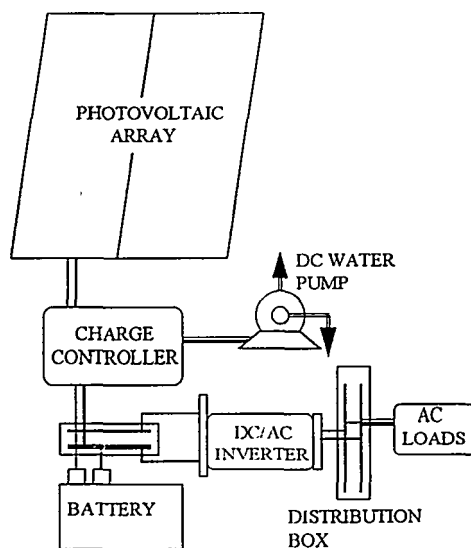 PHOTOVOLTAIC
ARRAY
DC WATER
PUMP
CHARGE
CONTROLLER
DC/AC
INVERTER
AC
LOADS
BATTERY
DISTRIBUTION
BOX